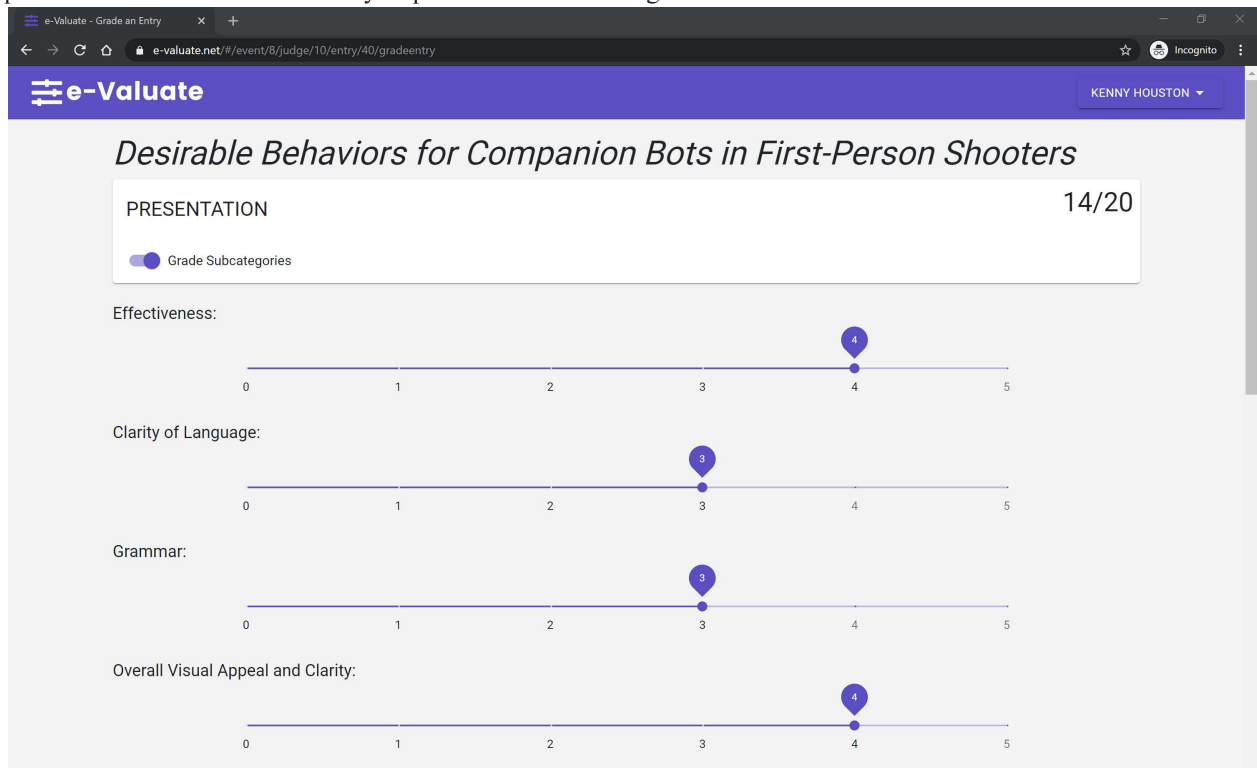 e-Valuate - Grade an Entry
e-valuate.net/#/event/8/judge/10/entry/40/gradeentry
Incognito
e-Valuate
KENNY HOUSTON
Desirable Behaviors for Companion Bots in First-Person Shooters
PRESENTATION
14/20
Grade Subcategories
Effectiveness:
4
0 1 2 3 4 5
Clarity of Language:
3
0 1 2 3 4 5
Grammar:
3
0 1 2 3 4 5
Overall Visual Appeal and Clarity:
4
0 1 2 3 4 5